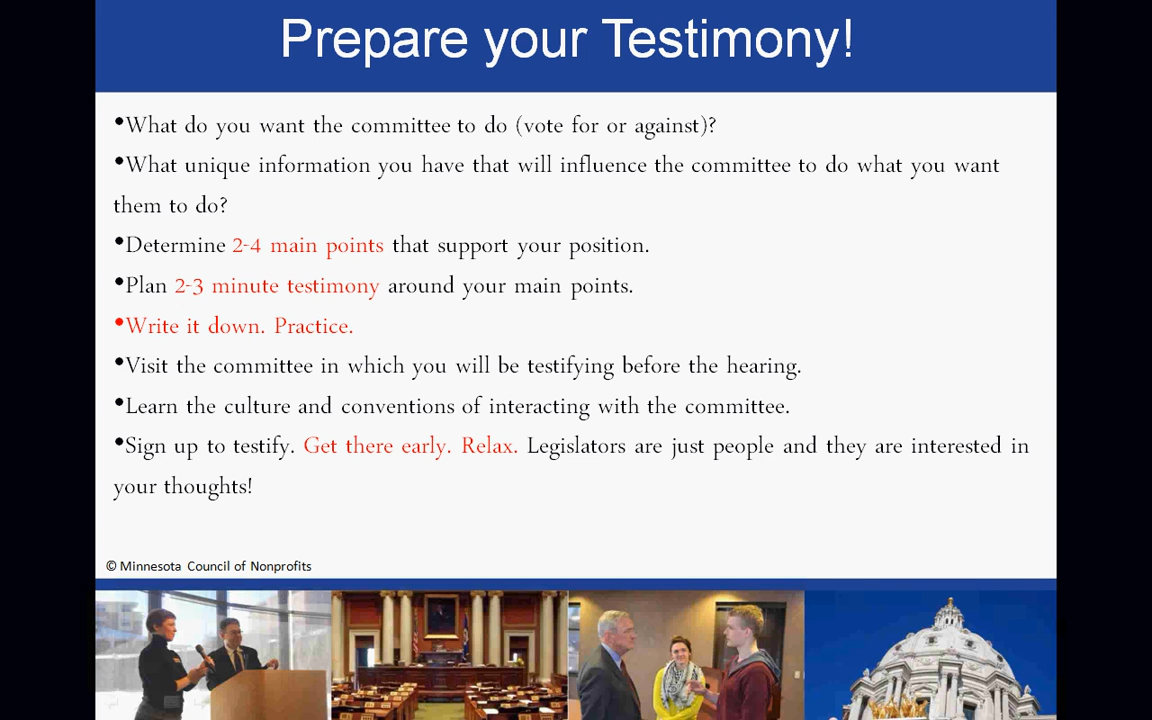 Prepare your Testimony!
•What do you want the committee to do (vote for or against)?
•What unique information you have that will influence the committee to do what you want
them to do?
•Determine 2-4 main points that support your position.
•Plan 2-3 minute testimony around your main points.
•Write it down. Practice.
•Visit the committee in which you will be testifying before the hearing.
•Learn the culture and conventions of interacting with the committee.
•Sign up to testify. Get there early. Relax. Legislators are just people and they are interested in
your thoughts!
© Minnesota Council of Nonprofits